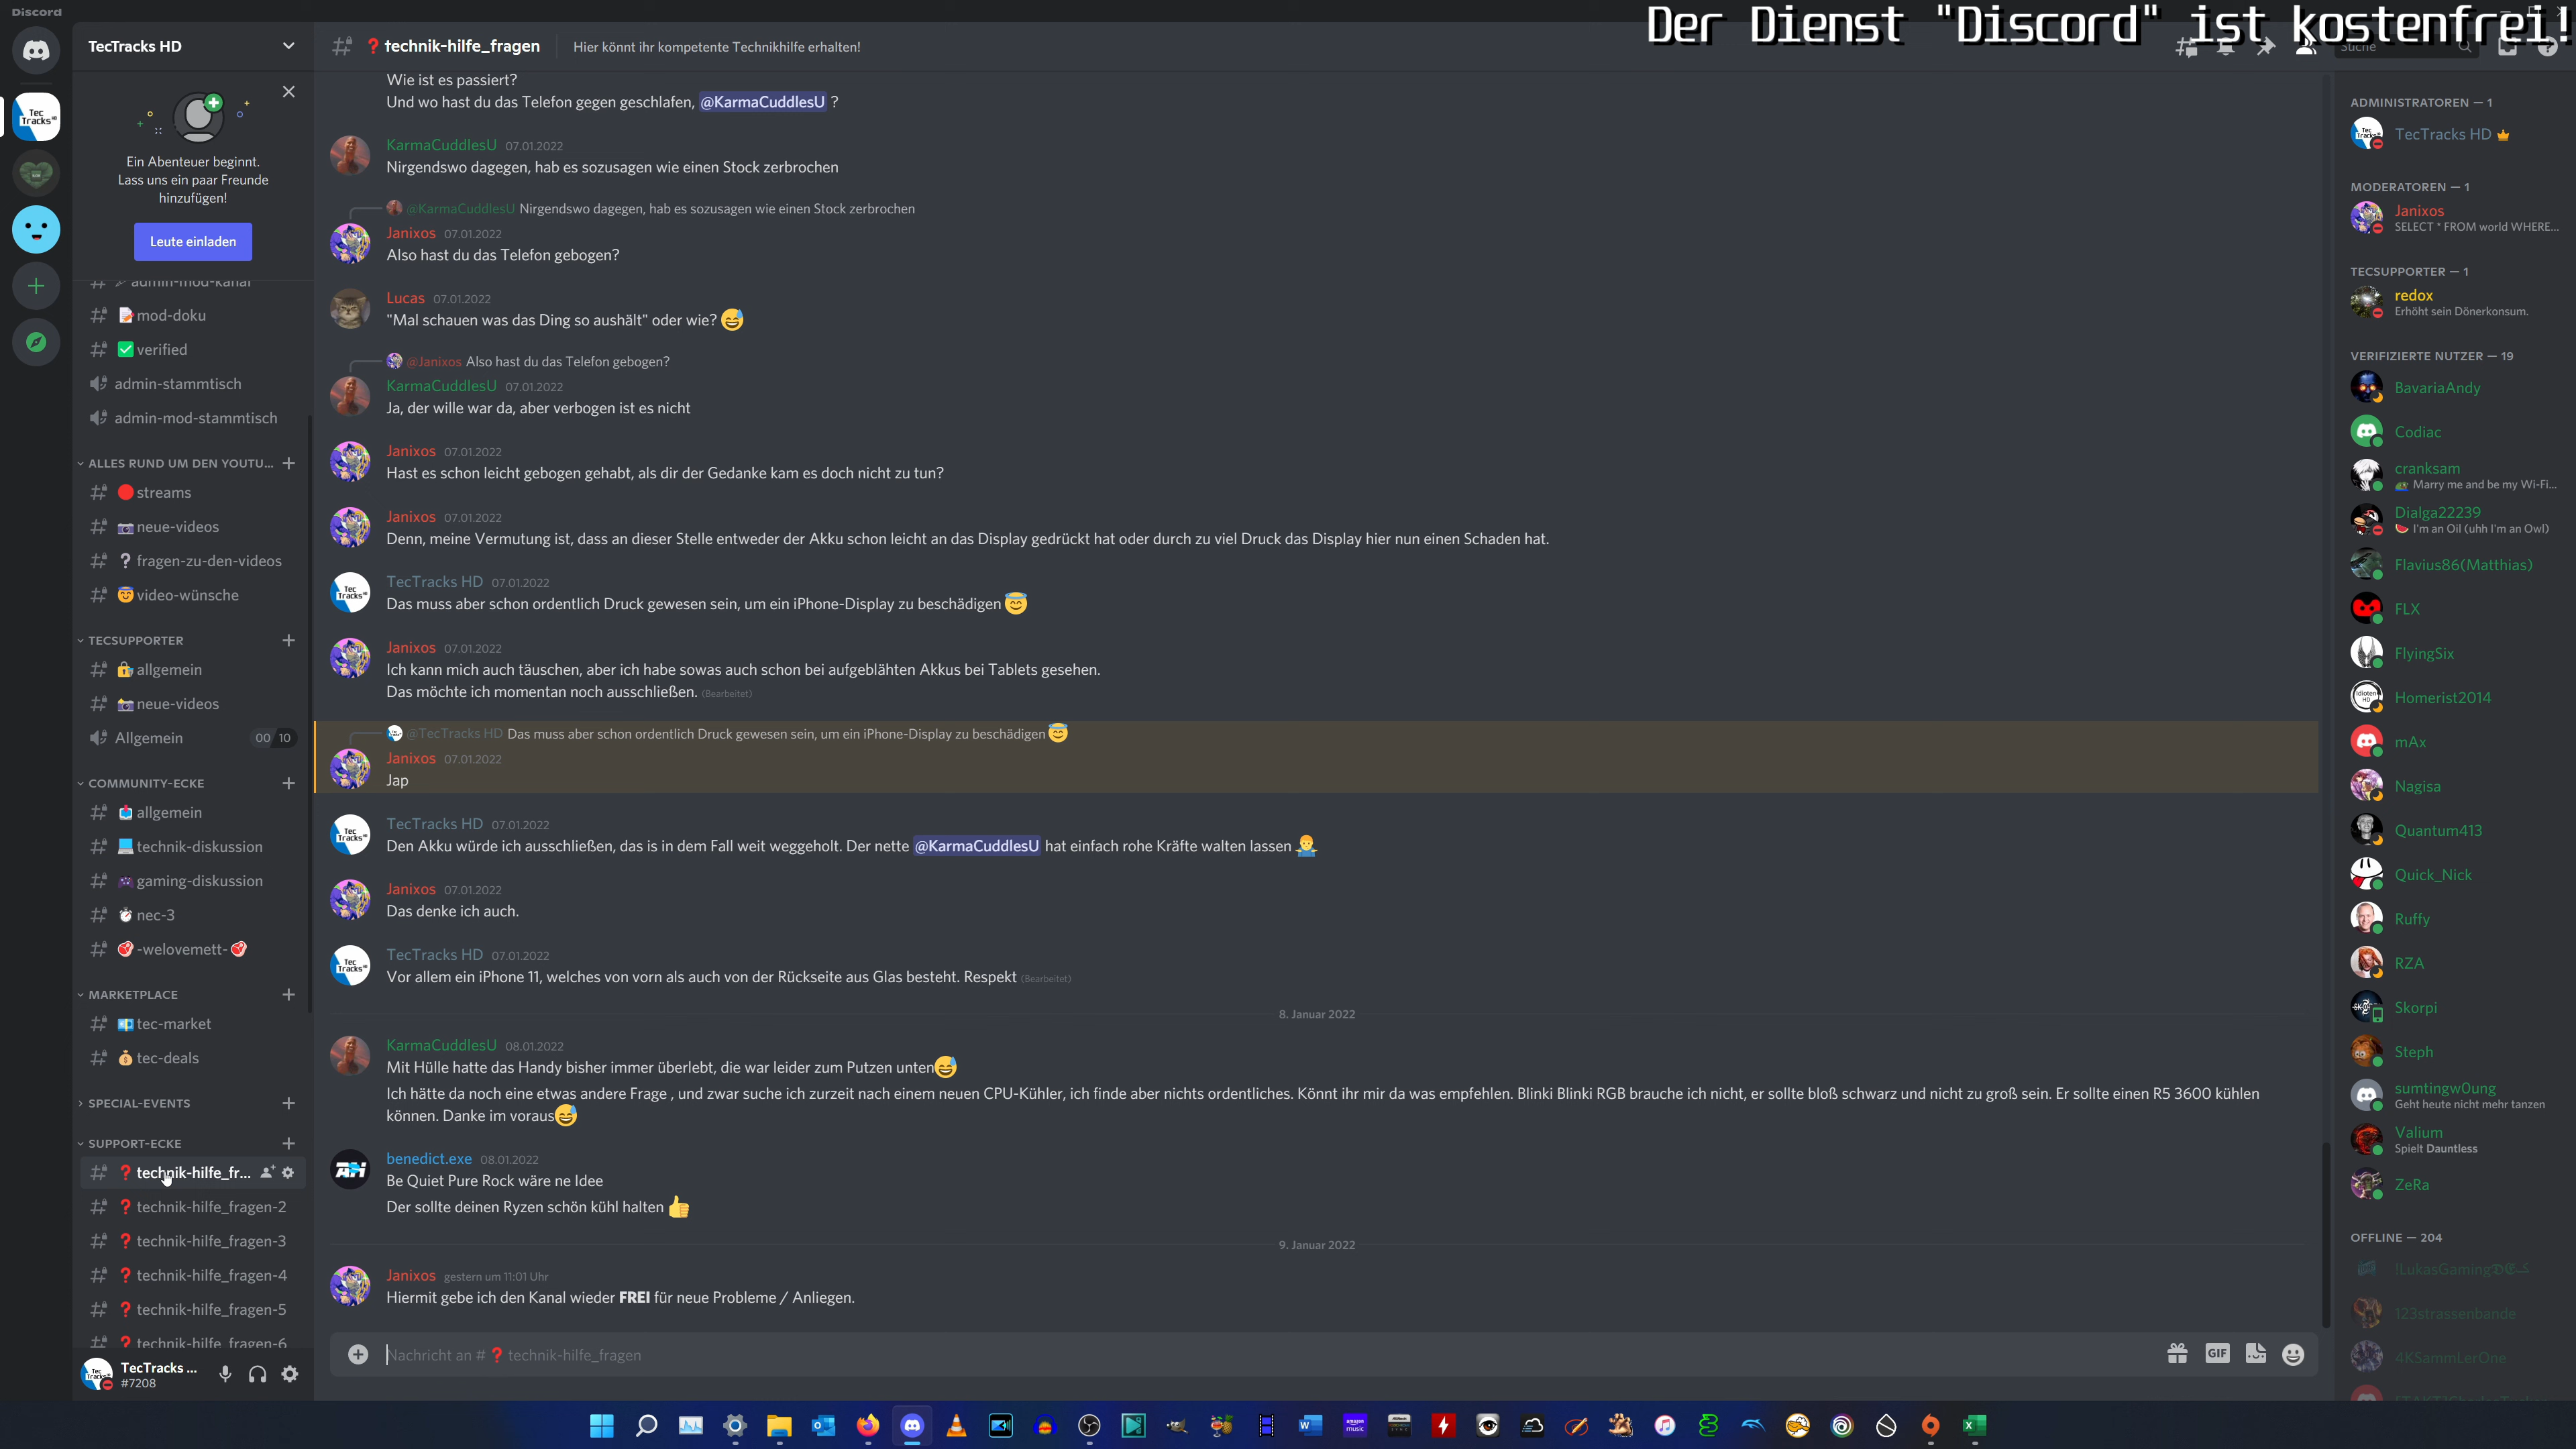 Discord
Der Dienst "Discord" ist kostenfrei!
TecTracks HD
Ein Abenteuer beginnt.
Lass uns ein paar Freunde
hinzufügen!
Leute einladen
admin-mod-kanal
mod-doku
verified
admin-stammtisch
admin-mod-stammtisch
ALLES RUND UM DEN YOUTU...
streams
neue-videos
fragen-zu-den-videos
video-wünsche
TECSUPPORTER
allgemein
neue-videos
Allgemein 00 10
COMMUNITY-ECKE
allgemein
technik-diskussion
gaming-diskussion
nec-3
-welovemett-
MARKETPLACE
tec-market
tec-deals
SPECIAL-EVENTS
SUPPORT-ECKE
technik-hilfe_fr...
technik-hilfe_fragen-2
technik-hilfe_fragen-3
technik-hilfe_fragen-4
technik-hilfe_fragen-5
technik-hilfe_fragen-6
TecTracks ...
#7208
technik-hilfe_fragen Hier könnt ihr kompetente Technikhilfe erhalten!
Suche
Wie ist es passiert?
Und wo hast du das Telefon gegen geschlafen, @KarmaCuddlesU ?
KarmaCuddlesU 07.01.2022
Nirgendswo dagegen, hab es sozusagen wie einen Stock zerbrochen
@KarmaCuddlesU Nirgendswo dagegen, hab es sozusagen wie einen Stock zerbrochen
Janixos 07.01.2022
Also hast du das Telefon gebogen?
Lucas 07.01.2022
"Mal schauen was das Ding so aushält" oder wie? 😅
@Janixos Also hast du das Telefon gebogen?
KarmaCuddlesU 07.01.2022
Ja, der wille war da, aber verbogen ist es nicht
Janixos 07.01.2022
Hast es schon leicht gebogen gehabt, als dir der Gedanke kam es doch nicht zu tun?
Janixos 07.01.2022
Denn, meine Vermutung ist, dass an dieser Stelle entweder der Akku schon leicht an das Display gedrückt hat oder durch zu viel Druck das Display hier nun einen Schaden hat.
TecTracks HD 07.01.2022
Das muss aber schon ordentlich Druck gewesen sein, um ein iPhone-Display zu beschädigen 😇
Janixos 07.01.2022
Ich kann mich auch täuschen, aber ich habe sowas auch schon bei aufgeblähten Akkus bei Tablets gesehen.
Das möchte ich momentan noch ausschließen. (Bearbeitet)
@TecTracks HD Das muss aber schon ordentlich Druck gewesen sein, um ein iPhone-Display zu beschädigen 😇
Janixos 07.01.2022
Jap
TecTracks HD 07.01.2022
Den Akku würde ich ausschließen, das is in dem Fall weit weggeholt. Der nette @KarmaCuddlesU hat einfach rohe Kräfte walten lassen 🤷‍♂️
Janixos 07.01.2022
Das denke ich auch.
TecTracks HD 07.01.2022
Vor allem ein iPhone 11, welches von vorn als auch von der Rückseite aus Glas besteht. Respekt (Bearbeitet)
8. Januar 2022
KarmaCuddlesU 08.01.2022
Mit Hülle hatte das Handy bisher immer überlebt, die war leider zum Putzen unten😅
Ich hätte da noch eine etwas andere Frage , und zwar suche ich zurzeit nach einem neuen CPU-Kühler, ich finde aber nichts ordentliches. Könnt ihr mir da was empfehlen. Blinki Blinki RGB brauche ich nicht, er sollte bloß schwarz und nicht zu groß sein. Er sollte einen R5 3600 kühlen
können. Danke im voraus😅
benedict.exe 08.01.2022
Be Quiet Pure Rock wäre ne Idee
Der sollte deinen Ryzen schön kühl halten 👍
9. Januar 2022
Janixos gestern um 11:01 Uhr
Hiermit gebe ich den Kanal wieder FREI für neue Probleme / Anliegen.
Nachricht an # ❓ technik-hilfe_fragen
GIF
ADMINISTRATOREN — 1
TecTracks HD
MODERATOREN — 1
Janixos
SELECT * FROM world WHERE...
TECSUPPORTER — 1
redox
Erhöht sein Dönerkonsum.
VERIFIZIERTE NUTZER — 19
BavariaAndy
Codiac
cranksam
Marry me and be my Wi-Fi...
Dialga22239
I'm an Oil (uhh I'm an Owl)
Flavius86(Matthias)
FLX
FlyingSix
Homerist2014
mAx
Nagisa
Quantum413
Quick_Nick
Ruffy
RZA
Skorpi
Steph
sumtingw0ung
Geht heute nicht mehr tanzen
Valium
Spielt Dauntless
ZeRa
OFFLINE — 204
123strassenbande
4KSammLerOne